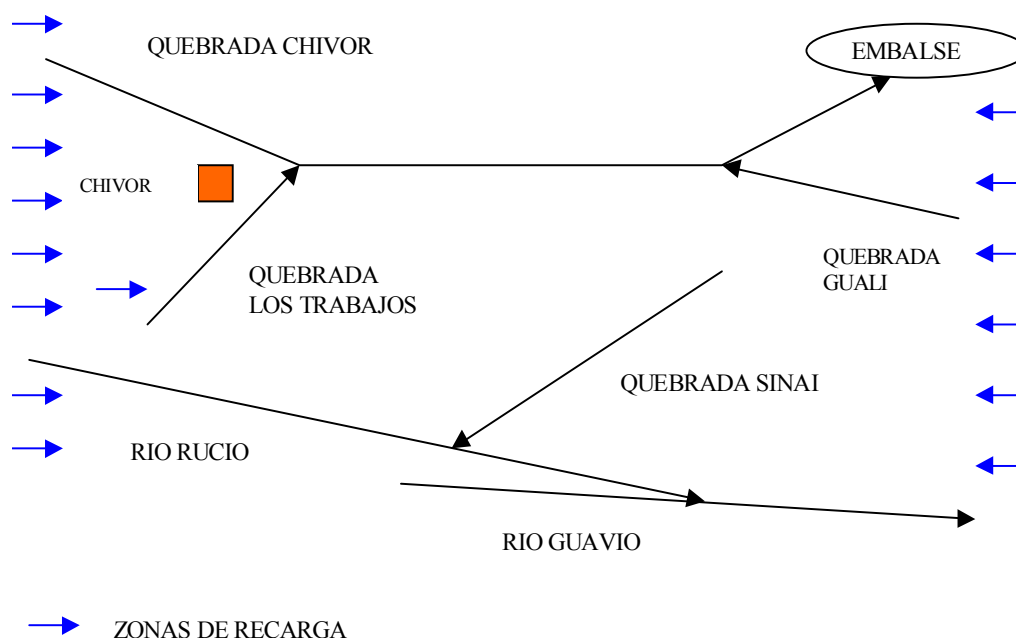 QUEBRADA CHIVOR
EMBALSE
CHIVOR
QUEBRADA
LOS TRABAJOS
QUEBRADA
GUALI
QUEBRADA SINAI
RIO RUCIO
RIO GUAVIO
ZONAS DE RECARGA